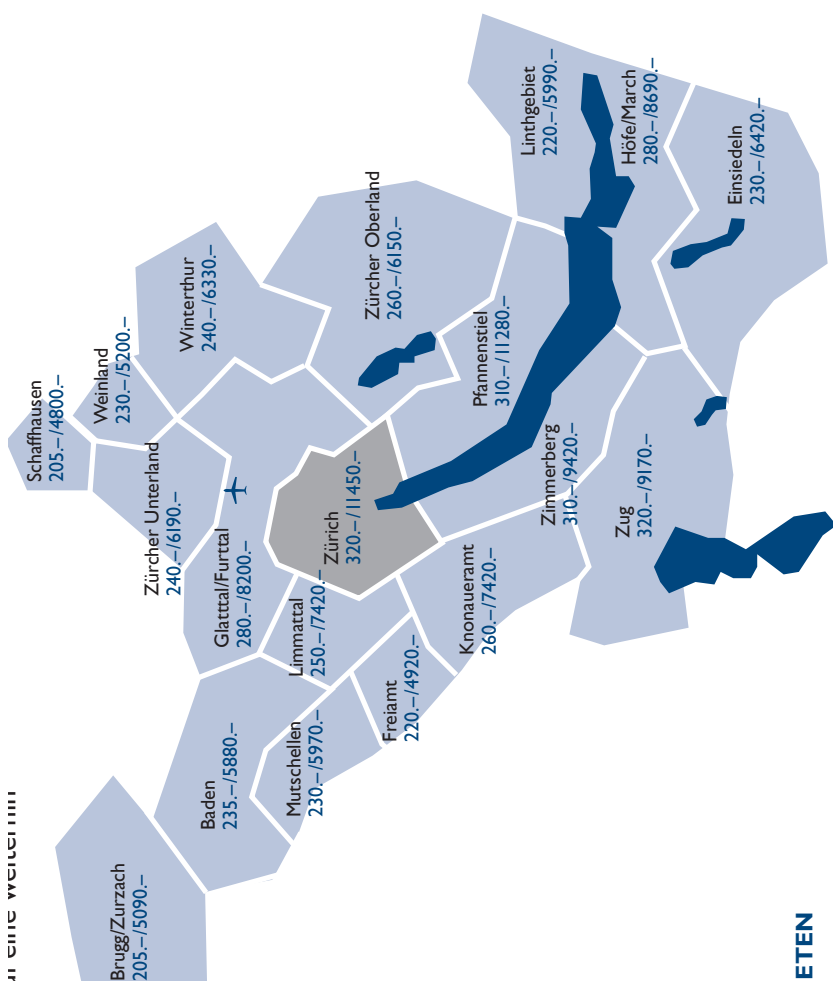 eine
Schaffhausen
205.–/4800.–
Weinland
230.–/5200.–
Winterthur
240.–/6330.–
Zürcher Unterland
240.–/6190.–
Zürcher Oberland
260.–/6150.–
Glatttal/Furttal
280.–/8200.–
Zürich
320.–/11450.–
Limmattal
250.–/7420.–
Baden
235.–/5880.–
Brugg/Zurzach
205.–/5090.–
Mutschellen
230.–/5970.–
Freiamt
220.–/4920.–
Knonaueramt
260.–/7420.–
Pfannenstiel
310.–/11280.–
Zimmerberg
310.–/9420.–
Zug
320.–/9170.–
Linthgebiet
220.–/5990.–
Höfe/March
280.–/8690.–
Einsiedeln
230.–/6420.–
ETEN